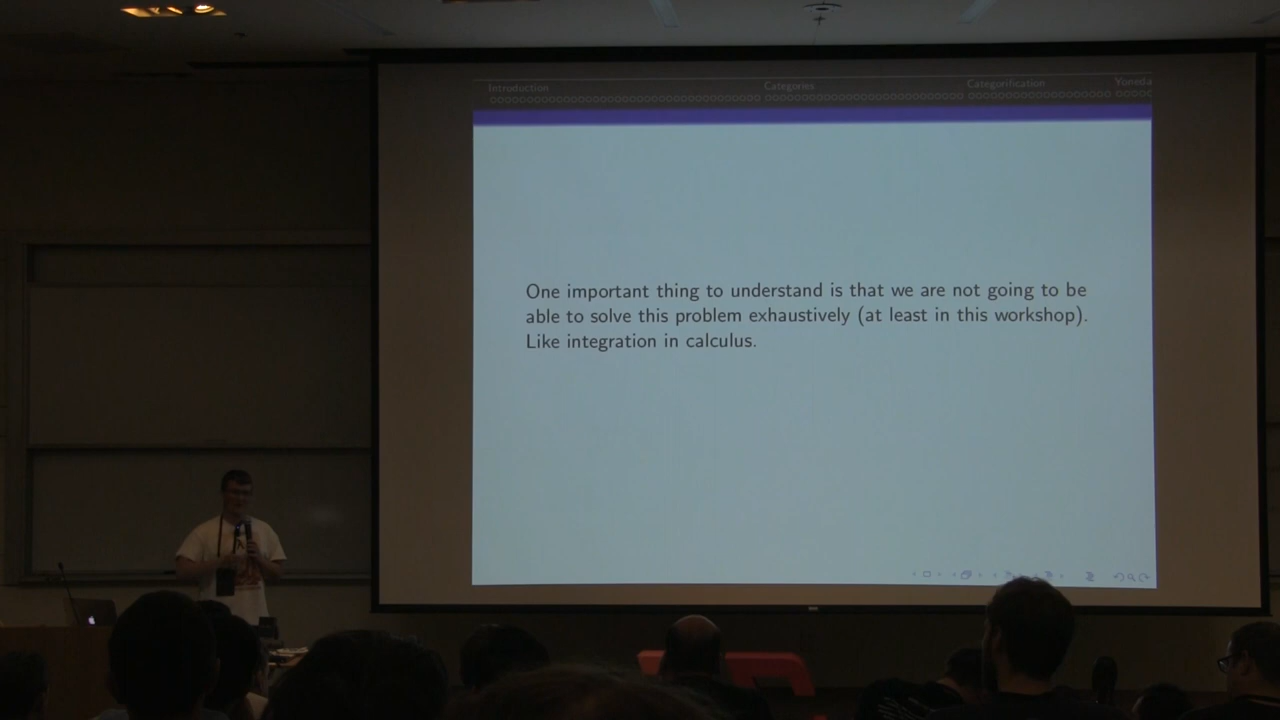 Introduction
Categories
Categorification
Yoneda
One important thing to understand is that we are not going to be
able to solve this problem exhaustively (at least in this workshop).
Like integration in calculus.